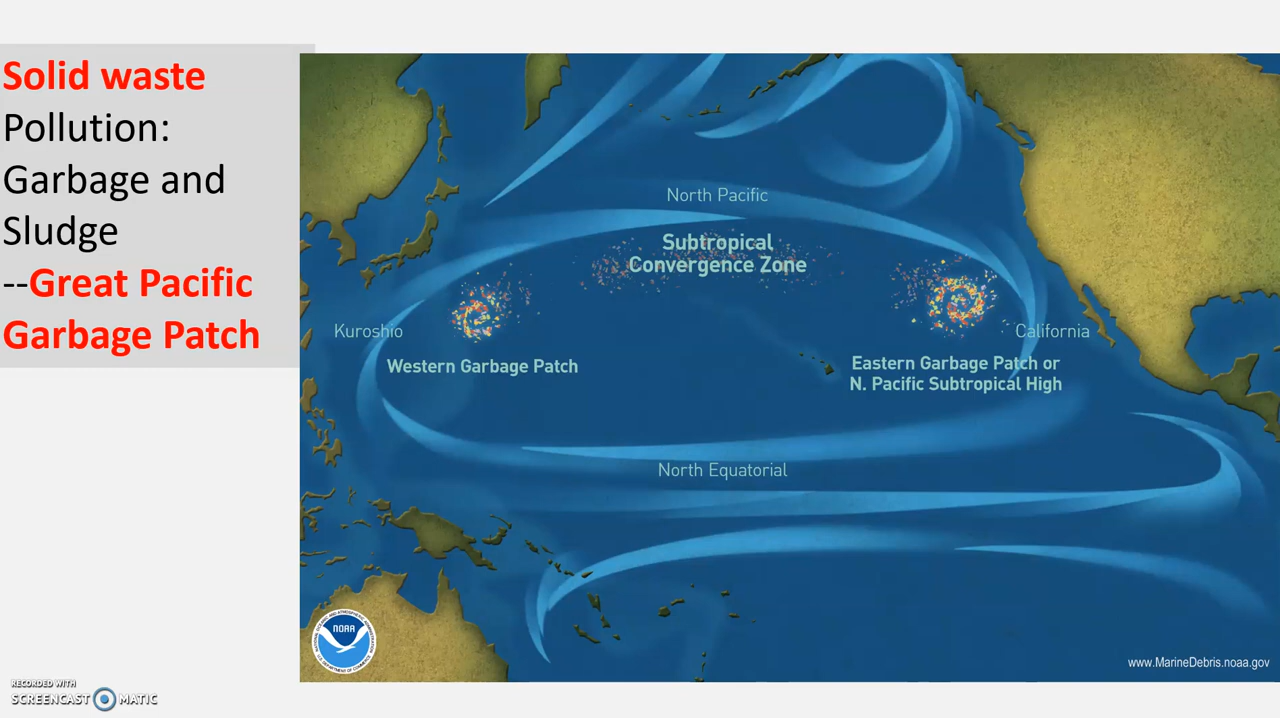 Solid waste
Pollution:
Garbage and
Sludge
--Great Pacific
Garbage Patch
North Pacific
Subtropical
Convergence Zone
Kuroshio
California
Western Garbage Patch
Eastern Garbage Patch or
N. Pacific Subtropical High
North Equatorial
NOAA
www.MarineDebris.noaa.gov
RECORDED WITH
SCREENCAST MATIC